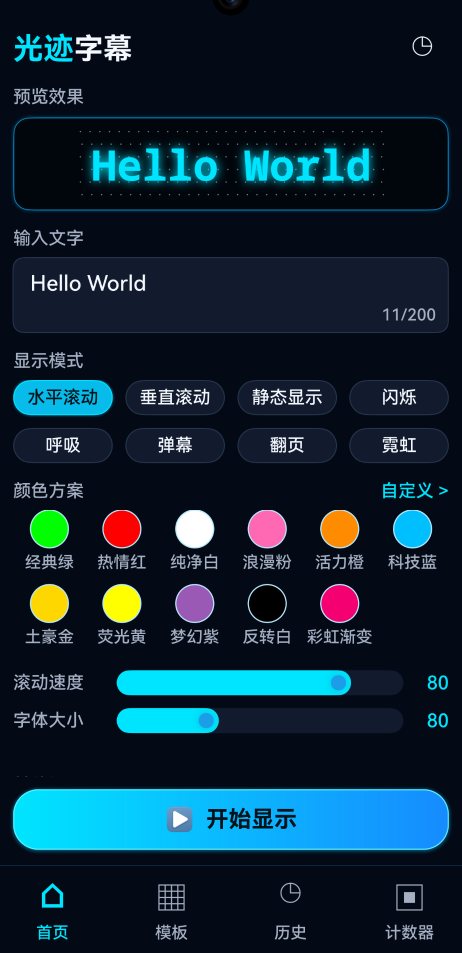 光迹字幕
预览效果
Hello World
输入文字
Hello World
11/200
显示模式
水平滚动 垂直滚动 静态显示 闪烁
呼吸 弹幕 翻页 霓虹
颜色方案 自定义 >
经典绿 热情红 纯净白 浪漫粉 活力橙 科技蓝
土豪金 荧光黄 梦幻紫 反转白 彩虹渐变
滚动速度 80
字体大小 80
开始显示
首页 模板 历史 计数器